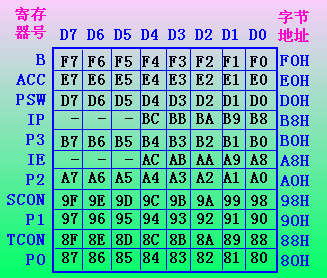 寄存 字节
器号 D7 D6 D5 D4 D3 D2 D1 D0 地址
B F7 F6 F5 F4 F3 F2 F1 F0 F0H
ACC E7 E6 E5 E4 E3 E2 E1 E0 E0H
PSW D7 D6 D5 D4 D3 D2 D1 D0 D0H
IP - - - BC BB BA B9 B8 B8H
P3 B7 B6 B5 B4 B3 B2 B1 B0 B0H
IE - - - AC AB AA A9 A8 A8H
P2 A7 A6 A5 A4 A3 A2 A1 A0 A0H
SCON 9F 9E 9D 9C 9B 9A 99 98 98H
P1 97 96 95 94 93 92 91 90 90H
TCON 8F 8E 8D 8C 8B 8A 89 88 88H
P0 87 86 85 84 83 82 81 80 80H